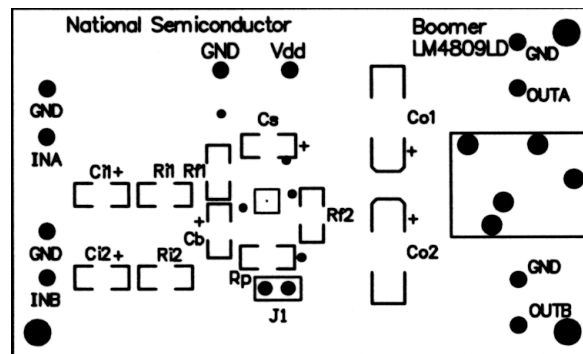 National Semiconductor
Boomer
LM4809LD
GND
Vdd
GND
GND
OUTA
INA
Cs
+
Co1
+
Ci1+
Ri1
Rf1
+
Cb
Rf2
+
Co2
GND
Ci2+
Ri2
Rp
GND
INB
J1
OUTB